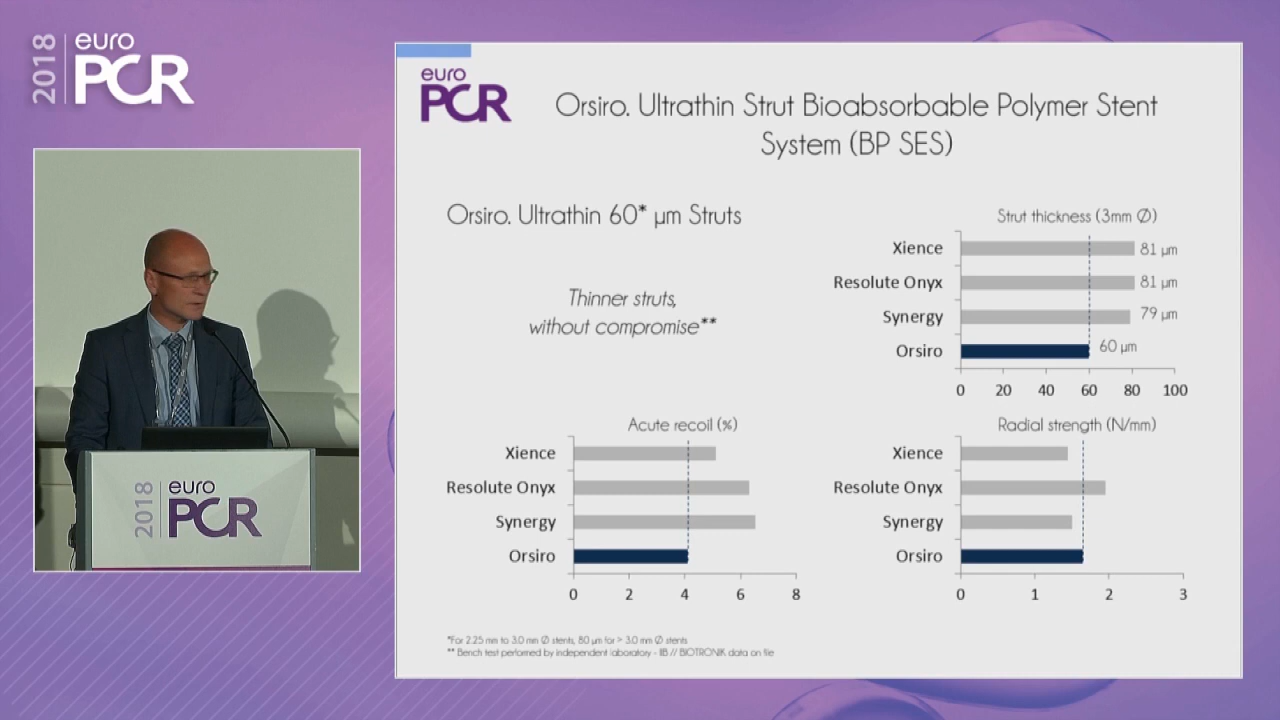 2018
euro
PCR
euro
PCR
Orsiro. Ultrathin Strut Bioabsorbable Polymer Stent
System (BP SES)
Orsiro. Ultrathin 60* µm Struts
Thinner struts,
without compromise**
Strut thickness (3mm Ø)
Xience 81 µm
Resolute Onyx 81 µm
Synergy 79 µm
Orsiro 60 µm
0 20 40 60 80 100
Acute recoil (%)
Xience
Resolute Onyx
Synergy
Orsiro
0 2 4 6 8
Radial strength (N/mm)
Xience
Resolute Onyx
Synergy
Orsiro
0 1 2 3
*For 2.25 mm to 3.0 mm Ø stents, 80 µm for > 3.0 mm Ø stents
** Bench test performed by independent laboratory - IIB // BIOTRONIK data on file
2018
euro
PCR